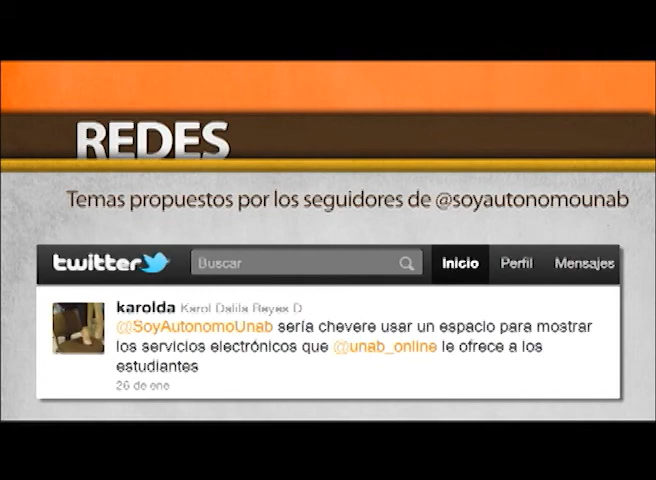 REDES
Temas propuestos por los seguidores de @soyautonomounab
twitter Buscar Inicio Perfil Mensajes
karolda Karol Dalila Reyes D
@SoyAutonomoUnab sería chevere usar un espacio para mostrar
los servicios electrónicos que @unab_online le ofrece a los
estudiantes
26 de ene